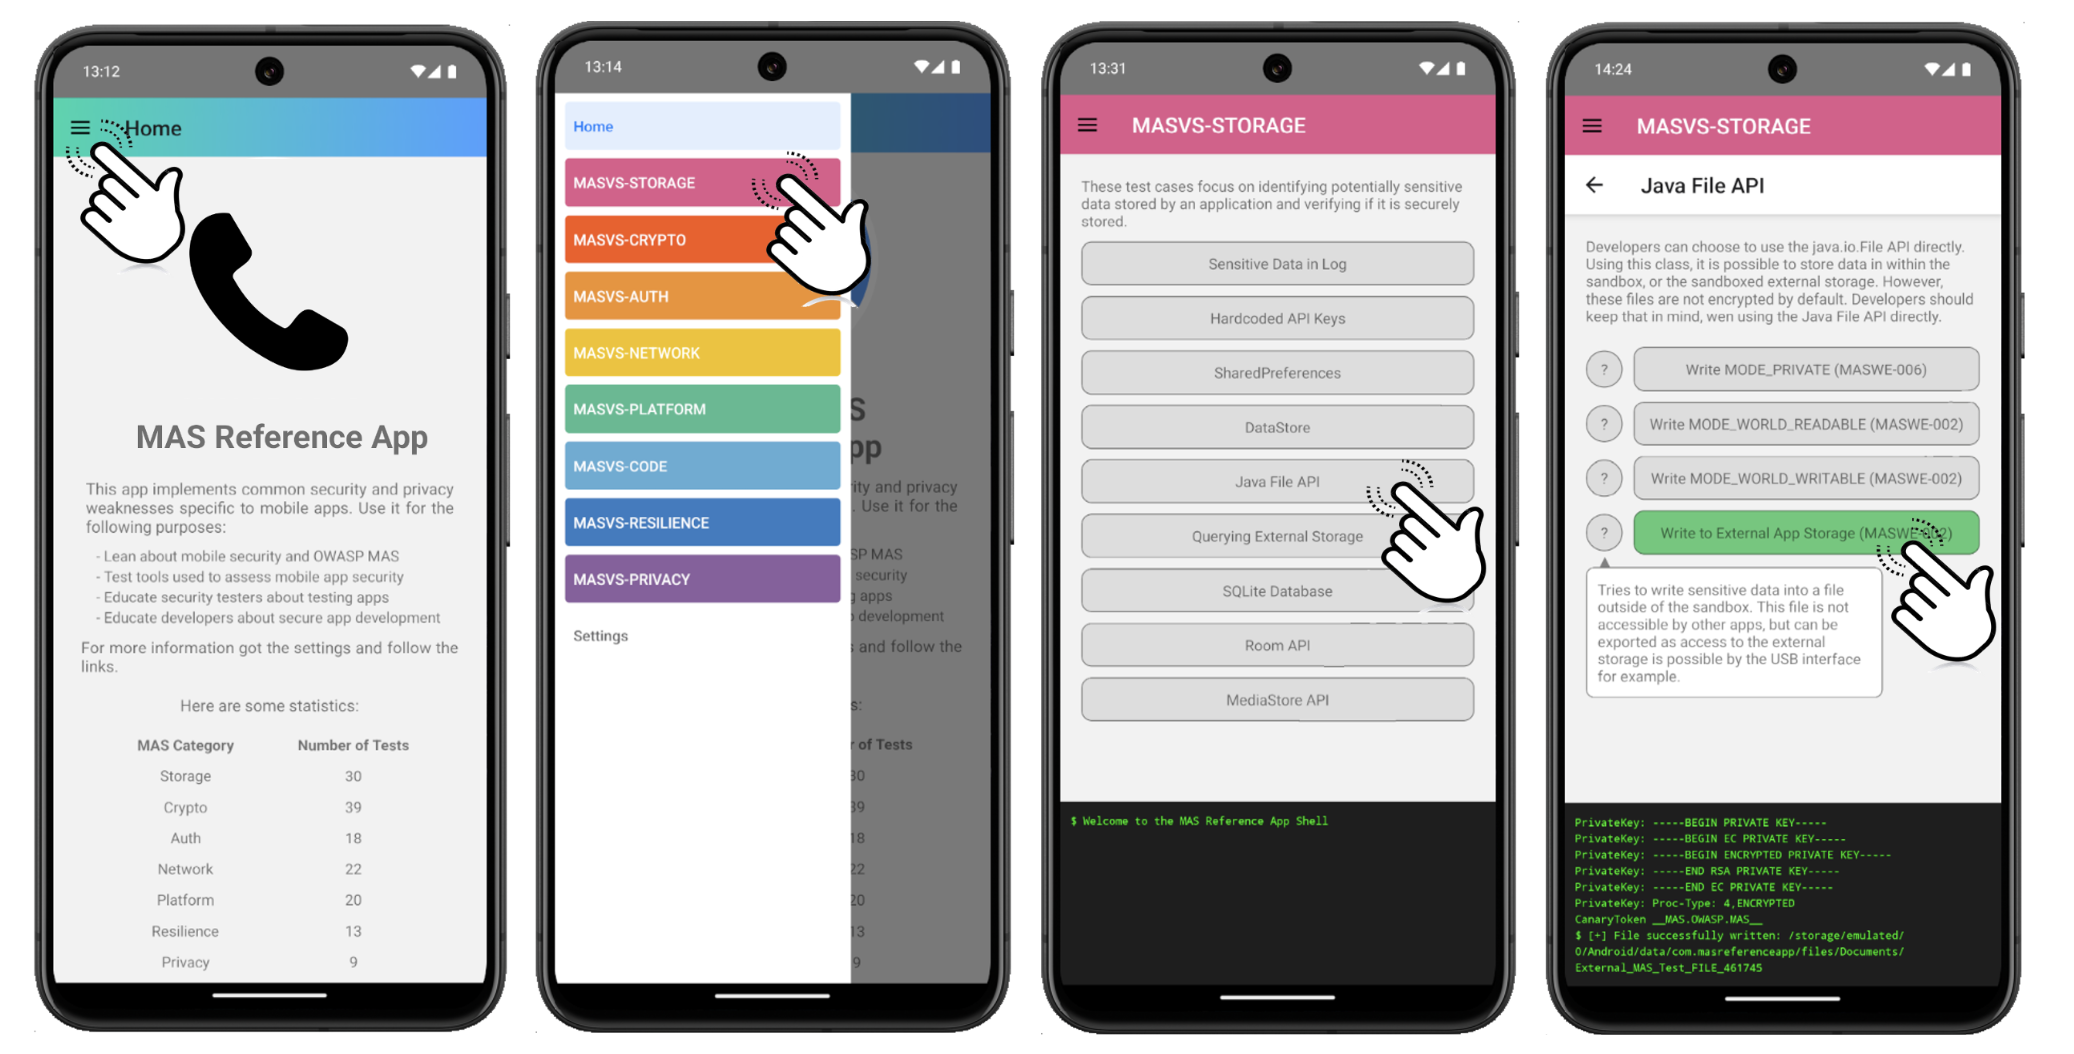 13:12
Home
MAS Reference App
This app implements common security and privacy
weaknesses specific to mobile apps. Use it for the
following purposes:
- Lean about mobile security and OWASP MAS
- Test tools used to assess mobile app security
- Educate security testers about testing apps
- Educate developers about secure app development
For more information got the settings and follow the
links.
Here are some statistics:
MAS Category Number of Tests
Storage 30
Crypto 39
Auth 18
Network 22
Platform 20
Resilience 13
Privacy 9
13:14
Home
MASVS-STORAGE
MASVS-CRYPTO
MASVS-AUTH
MASVS-NETWORK
MASVS-PLATFORM
MASVS-CODE
MASVS-RESILIENCE
MASVS-PRIVACY
Settings
S
pp
ity and privacy
. Use it for the
SP MAS
security
g apps
development
and follow the
s:
r of Tests
30
39
18
22
20
13
9
13:31
MASVS-STORAGE
These test cases focus on identifying potentially sensitive
data stored by an application and verifying if it is securely
stored.
Sensitive Data in Log
Hardcoded API Keys
SharedPreferences
DataStore
Java File API
Querying External Storage
SQLite Database
Room API
MediaStore API
$ Welcome to the MAS Reference App Shell
14:24
MASVS-STORAGE
Java File API
Developers can choose to use the java.io.File API directly.
Using this class, it is possible to store data in within the
sandbox, or the sandboxed external storage. However,
these files are not encrypted by default. Developers should
keep that in mind, wen using the Java File API directly.
? Write MODE_PRIVATE (MASWE-006)
? Write MODE_WORLD_READABLE (MASWE-002)
? Write MODE_WORLD_WRITABLE (MASWE-002)
? Write to External App Storage (MASWE-002)
Tries to write sensitive data into a file
outside of the sandbox. This file is not
accessible by other apps, but can be
exported as access to the external
storage is possible by the USB interface
for example.
PrivateKey: -----BEGIN PRIVATE KEY-----
PrivateKey: -----BEGIN EC PRIVATE KEY-----
PrivateKey: -----BEGIN ENCRYPTED PRIVATE KEY-----
PrivateKey: -----END RSA PRIVATE KEY-----
PrivateKey: -----END EC PRIVATE KEY-----
PrivateKey: Proc-Type: 4,ENCRYPTED
CanaryToken __MAS.OWASP.MAS__
$ [+] File successfully written: /storage/emulated/
0/Android/data/com.masreferenceapp/files/Documents/
External_MAS_Test_FILE_461745